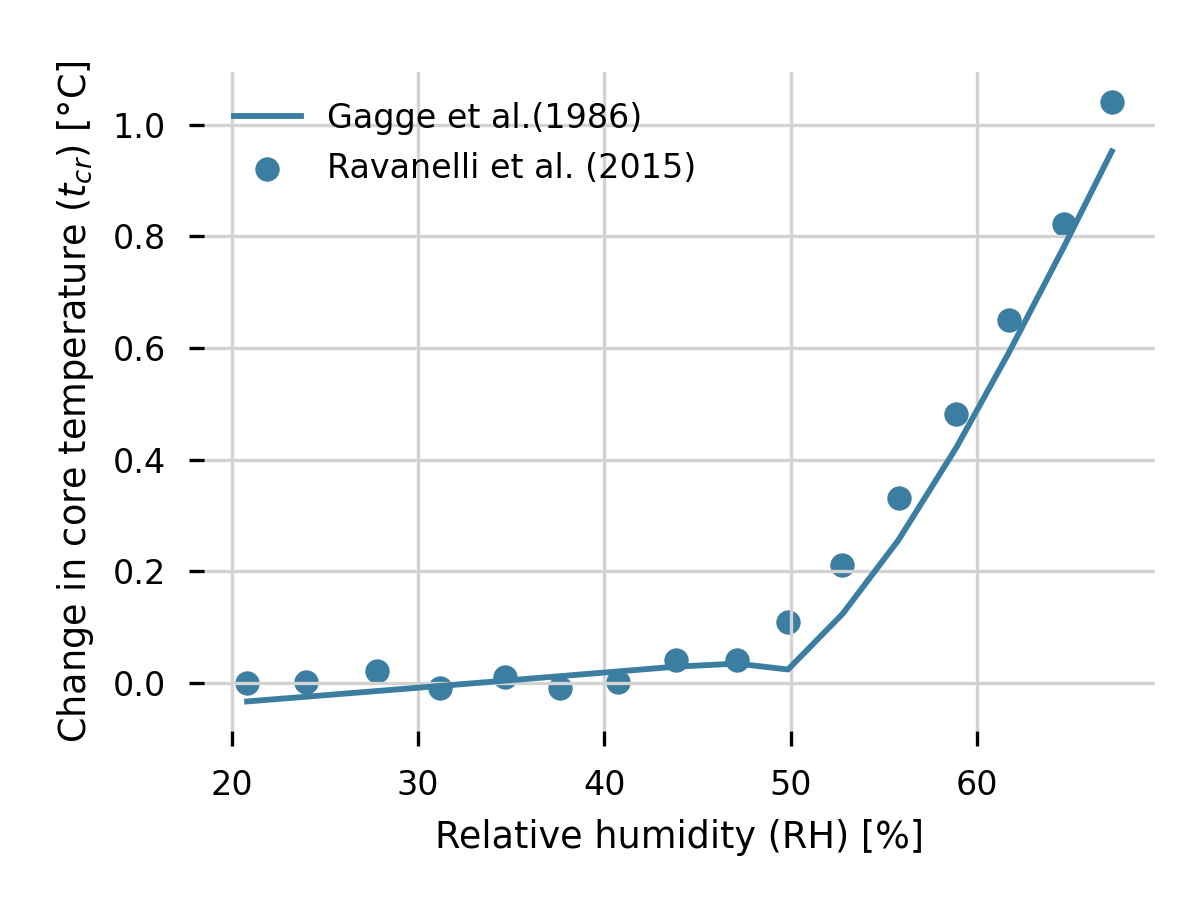 Change in core temperature (tcr) [°C]
Gagge et al.(1986)
Ravanelli et al. (2015)
1.0
0.8
0.6
0.4
0.2
0.0
20 30 40 50 60
Relative humidity (RH) [%]